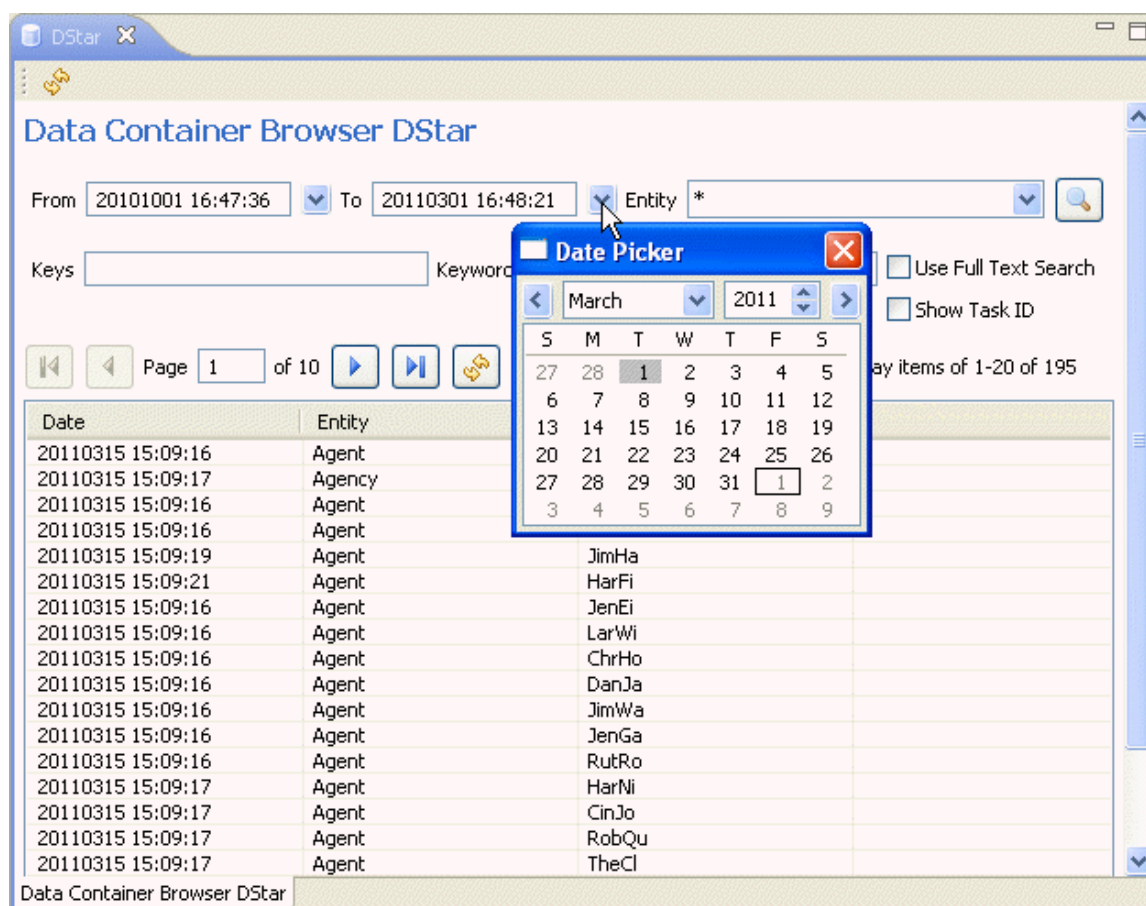 DStar
Data Container Browser DStar
From 20101001 16:47:36 To 20110301 16:48:21 Entity *
Keys Keyword Use Full Text Search
Show Task ID
Date Picker
March 2011
S M T W T F S
27 28 1 2 3 4 5
6 7 8 9 10 11 12
13 14 15 16 17 18 19
20 21 22 23 24 25 26
27 28 29 30 31 1 2
3 4 5 6 7 8 9
Page 1 of 10 ay items of 1-20 of 195
Date Entity
20110315 15:09:16 Agent
20110315 15:09:17 Agency
20110315 15:09:16 Agent
20110315 15:09:16 Agent
20110315 15:09:19 Agent JimHa
20110315 15:09:21 Agent HarFi
20110315 15:09:16 Agent JenEi
20110315 15:09:16 Agent LarWi
20110315 15:09:16 Agent ChrHo
20110315 15:09:16 Agent DanJa
20110315 15:09:16 Agent JimWa
20110315 15:09:16 Agent JenGa
20110315 15:09:16 Agent RutRo
20110315 15:09:17 Agent HarNi
20110315 15:09:17 Agent CinJo
20110315 15:09:17 Agent RobQu
20110315 15:09:17 Agent TheCl
Data Container Browser DStar